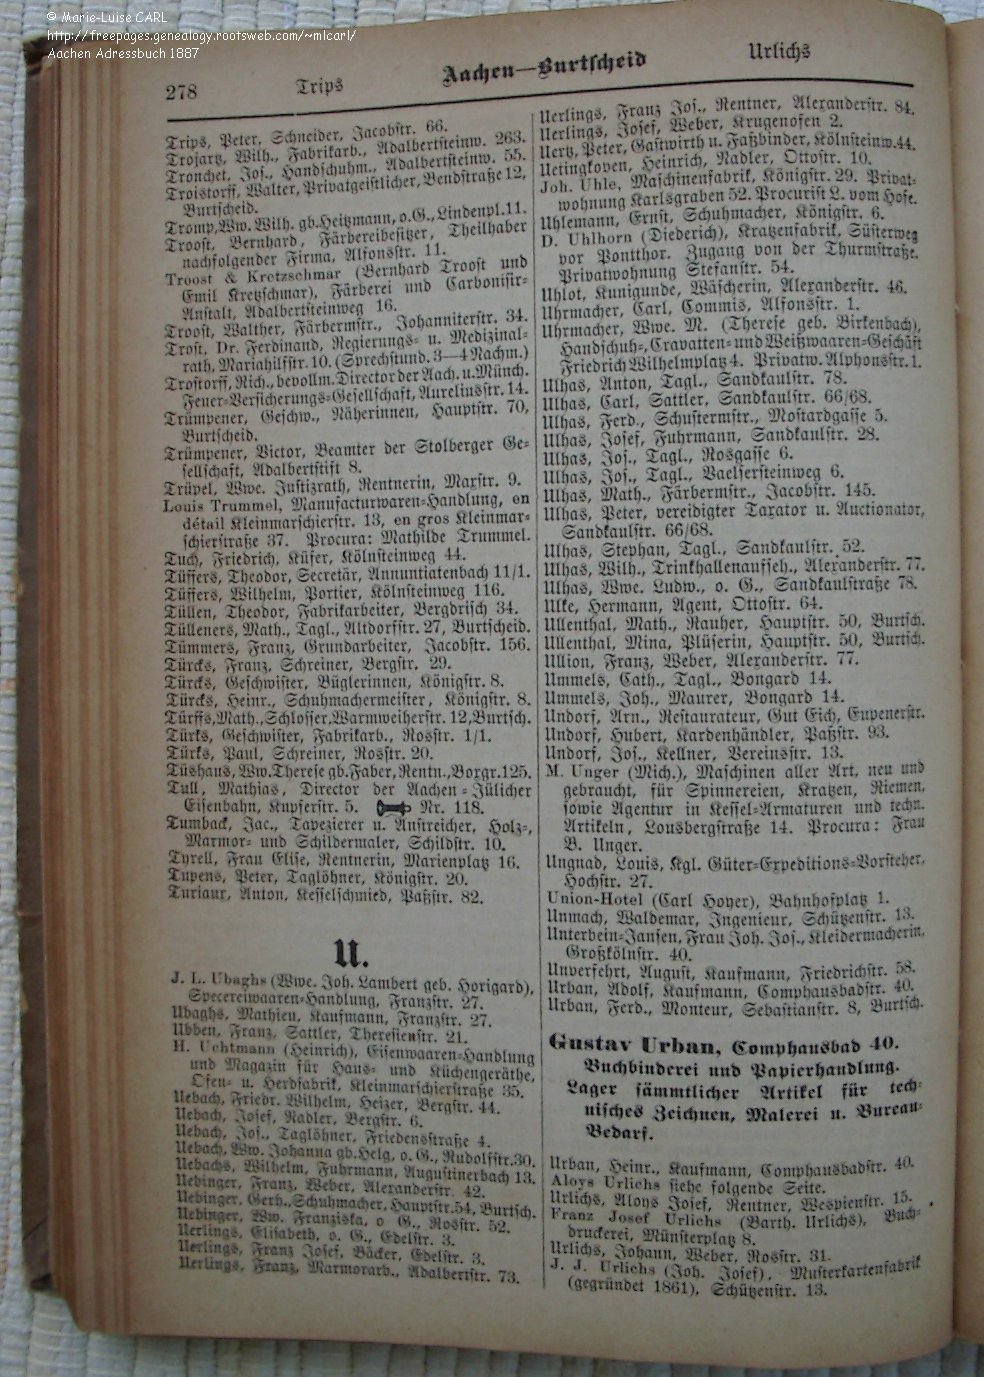 © Marie-Luise CARL
http://freepages.genealogy.rootsweb.com/~mlcarl/
Aachen Adressbuch 1887
278 Trips Aachen—Burtscheid Urlichs
Trips, Peter, Schneider, Jacobstr. 66.
Trojartz, Wilh., Fabrikarb., Adalbertsteinw. 263.
Tronchet, Jos., Handschuhm., Adalbertsteinw. 55.
Troistorff, Walter, Privatgeistlicher, Bendstraße 12,
Burtscheid.
Tromp, Ww. Wilh. gb. Heitzmann, o. G., Lindenpl. 11.
Troost, Bernhard, Färbereibesitzer, Theilhaber
nachfolgender Firma, Alfonsstr. 11.
Troost & Kretzschmar (Bernhard Troost und
Emil Kretzschmar), Färberei und Carbonisir-
Anstalt, Adalbertsteinweg 16.
Troost, Walther, Färbermstr., Johanniterstr. 34.
Trost, Dr. Ferdinand, Regierungs- u. Medizinal-
rath, Mariahilfstr. 10. (Sprechstund. 3—4 Nachm.)
Trostorff, Rich., bevollm. Director der Aach. u. Münch.
Feuer-Versicherungs-Gesellschaft, Aureliusstr. 14.
Trümpener, Geschw., Näherinnen, Hauptstr. 70,
Burtscheid.
Trümpener, Victor, Beamter der Stolberger Ge-
sellschaft, Adalbertstift 8.
Trüpel, Wwe. Justizrath, Rentnerin, Marstr. 9.
Louis Trummel, Manufacturwaren-Handlung, en
détail Kleinmarschierstr. 13, en gros Kleinmar-
schierstraße 37. Procura: Mathilde Trummel.
Tuch, Friedrich, Küfer, Kölnsteinweg 44.
Tüffers, Theodor, Secretär, Annuntiatenbach 11/1.
Tüffers, Wilhelm, Portier, Kölnsteinweg 116.
Tüllen, Theodor, Fabrikarbeiter, Bergdrisch 34.
Tülleners, Math., Tagl., Altdorfstr. 27, Burtscheid.
Tümmers, Franz, Grundarbeiter, Jacobstr. 156.
Türcks, Franz, Schreiner, Bergstr. 29.
Türcks, Geschwister, Büglerinnen, Königstr. 8.
Türcks, Heinr., Schuhmachermeister, Königstr. 8.
Türffs, Math., Schlosser, Warmweiherstr. 12, Burtsch.
Türks, Geschwister, Fabrikarb., Rosstr. 1/1.
Türks, Paul, Schreiner, Rosstr. 20.
Tüshaus, Ww. Therese gb. Faber, Rentn., Borgr. 125.
Tull, Mathias, Director der Aachen-Jülicher
Eisenbahn, Kupferstr. 5. Nr. 118.
Tumback, Jac., Tapezierer u. Anstreicher, Holz-,
Marmor- und Schildermaler, Schildstr. 10.
Tyrell, Frau Elise, Rentnerin, Marienplatz 16.
Tupens, Peter, Taglöhner, Königstr. 20.
Turiaux, Anton, Kesselschmied, Paßstr. 82.
U.
J. L. Ubaghs (Wwe. Joh. Lambert geb. Horigard),
Specereiwaaren-Handlung, Franzstr. 27.
Ubaghs, Mathieu, Kaufmann, Franzstr. 27.
Ubben, Franz, Sattler, Theresienstr. 21.
H. Uchtmann (Heinrich), Eisenwaaren-Handlung
und Magazin für Haus- und Küchengeräthe,
Ofen- u. Herdfabrik, Kleinmarschierstraße 35.
Uebach, Friedr. Wilhelm, Heizer, Bergstr. 44.
Uebach, Josef, Nadler, Bergstr. 6.
Uebach, Jos., Taglöhner, Friedensstraße 4.
Uebach, Ww. Johanna gb. Helg, o. G., Rudolfstr. 30.
Uebachs, Wilhelm, Fuhrmann, Augustinerbach 13.
Uebinger, Franz, Weber, Alexanderstr. 42.
Uebinger, Gerh., Schuhmacher, Hauptstr. 54, Burtsch.
Uebinger, Ww. Franziska, o G., Rosstr. 52.
Uerlings, Elisabeth, o. G., Edelstr. 3.
Uerlings, Franz Josef, Bäcker, Edelstr. 3.
Uerlings, Franz, Marmorarb., Adalbertstr. 73.
Uerlings, Franz Jos., Rentner, Alexanderstr. 84.
Uerlings, Josef, Weber, Krugenofen 2.
Uertz, Peter, Gastwirth u. Faßbinder, Kölnsteinw. 44.
Uetingkoven, Heinrich, Nadler, Ottostr. 10.
Joh. Uhle, Maschinenfabrik, Königstr. 29. Privat-
wohnung Karlsgraben 52. Procurist L. vom Hofe.
Uhlemann, Ernst, Schuhmacher, Königstr. 6.
D. Uhlhorn (Diederich), Kratzenfabrik, Süsterweg
vor Pontthor. Zugang von der Thurmstraße.
Privatwohnung Stefanstr. 54.
Uhlot, Kunigunde, Wäscherin, Alexanderstr. 46.
Uhrmacher, Carl, Commis, Alfonsstr. 1.
Uhrmacher, Wwe. M. (Therese geb. Birkenbach),
Handschuh-, Cravatten- und Weißwaaren-Geschäft
Friedrich Wilhelmplatz 4. Privatw. Alphonsstr. 1.
Ulhas, Anton, Tagl., Sandkaulstr. 78.
Ulhas, Carl, Sattler, Sandkaulstr. 66/68.
Ulhas, Ferd., Schustermstr., Mostardgasse 5.
Ulhas, Josef, Fuhrmann, Sandkaulstr. 28.
Ulhas, Jos., Tagl., Rosgasse 6.
Ulhas, Jos., Tagl., Vaelsersteinweg 6.
Ulhas, Math., Färbermstr., Jacobstr. 145.
Ulhas, Peter, vereidigter Taxator u. Auctionator,
Sandkaulstr. 66/68.
Ulhas, Stephan, Tagl., Sandkaulstr. 52.
Ulhas, Wilh., Trinkhallenaufseh., Alexanderstr. 77.
Ulhas, Wwe. Ludw., o. G., Sandkaulstraße 78.
Ulke, Hermann, Agent, Ottostr. 64.
Ullenthal, Math., Rauher, Hauptstr. 50, Burtsch.
Ullenthal, Mina, Plüserin, Hauptstr. 50, Burtsch.
Ullion, Franz, Weber, Alexanderstr. 77.
Ummels, Cath., Tagl., Bongard 14.
Ummels, Joh., Maurer, Bongard 14.
Undorf, Arn., Restaurateur, Gut Eich, Eupenerstr.
Undorf, Hubert, Kardenhändler, Paßstr. 93.
Undorf, Jos., Kellner, Vereinsstr. 13.
M. Unger (Mich.), Maschinen aller Art, neu und
gebraucht, für Spinnereien, Kratzen, Riemen,
sowie Agentur in Kessel-Armaturen und techn.
Artikeln, Lousbergstraße 14. Procura: Frau
B. Unger.
Ungnad, Louis, Kgl. Güter-Expeditions-Vorsteher,
Hochstr. 27.
Union-Hotel (Carl Hoyer), Bahnhofplatz 1.
Unmach, Waldemar, Ingenieur, Schützenstr. 13.
Unterbein-Jansen, Frau Joh. Jos., Kleidermacherin,
Großkölnstr. 40.
Unverfehrt, August, Kaufmann, Friedrichstr. 58.
Urban, Adolf, Kaufmann, Comphausbadstr. 40.
Urban, Ferd., Monteur, Sebastianstr. 8, Burtsch.
Gustav Urban, Comphausbad 40.
Buchbinderei und Papierhandlung.
Lager sämmtlicher Artikel für tech-
nisches Zeichnen, Malerei u. Bureau-
Bedarf.
Urban, Heinr., Kaufmann, Comphausbadstr. 40.
Aloys Urlichs siehe folgende Seite.
Urlichs, Aloys Josef, Rentner, Wespienstr. 15.
Franz Josef Urlichs (Barth. Urlichs), Buch-
druckerei, Münsterplatz 8.
Urlichs, Johann, Weber, Rosstr. 31.
J. J. Urlichs (Joh. Josef), Musterkartenfabrik
(gegründet 1861), Schützenstr. 13.